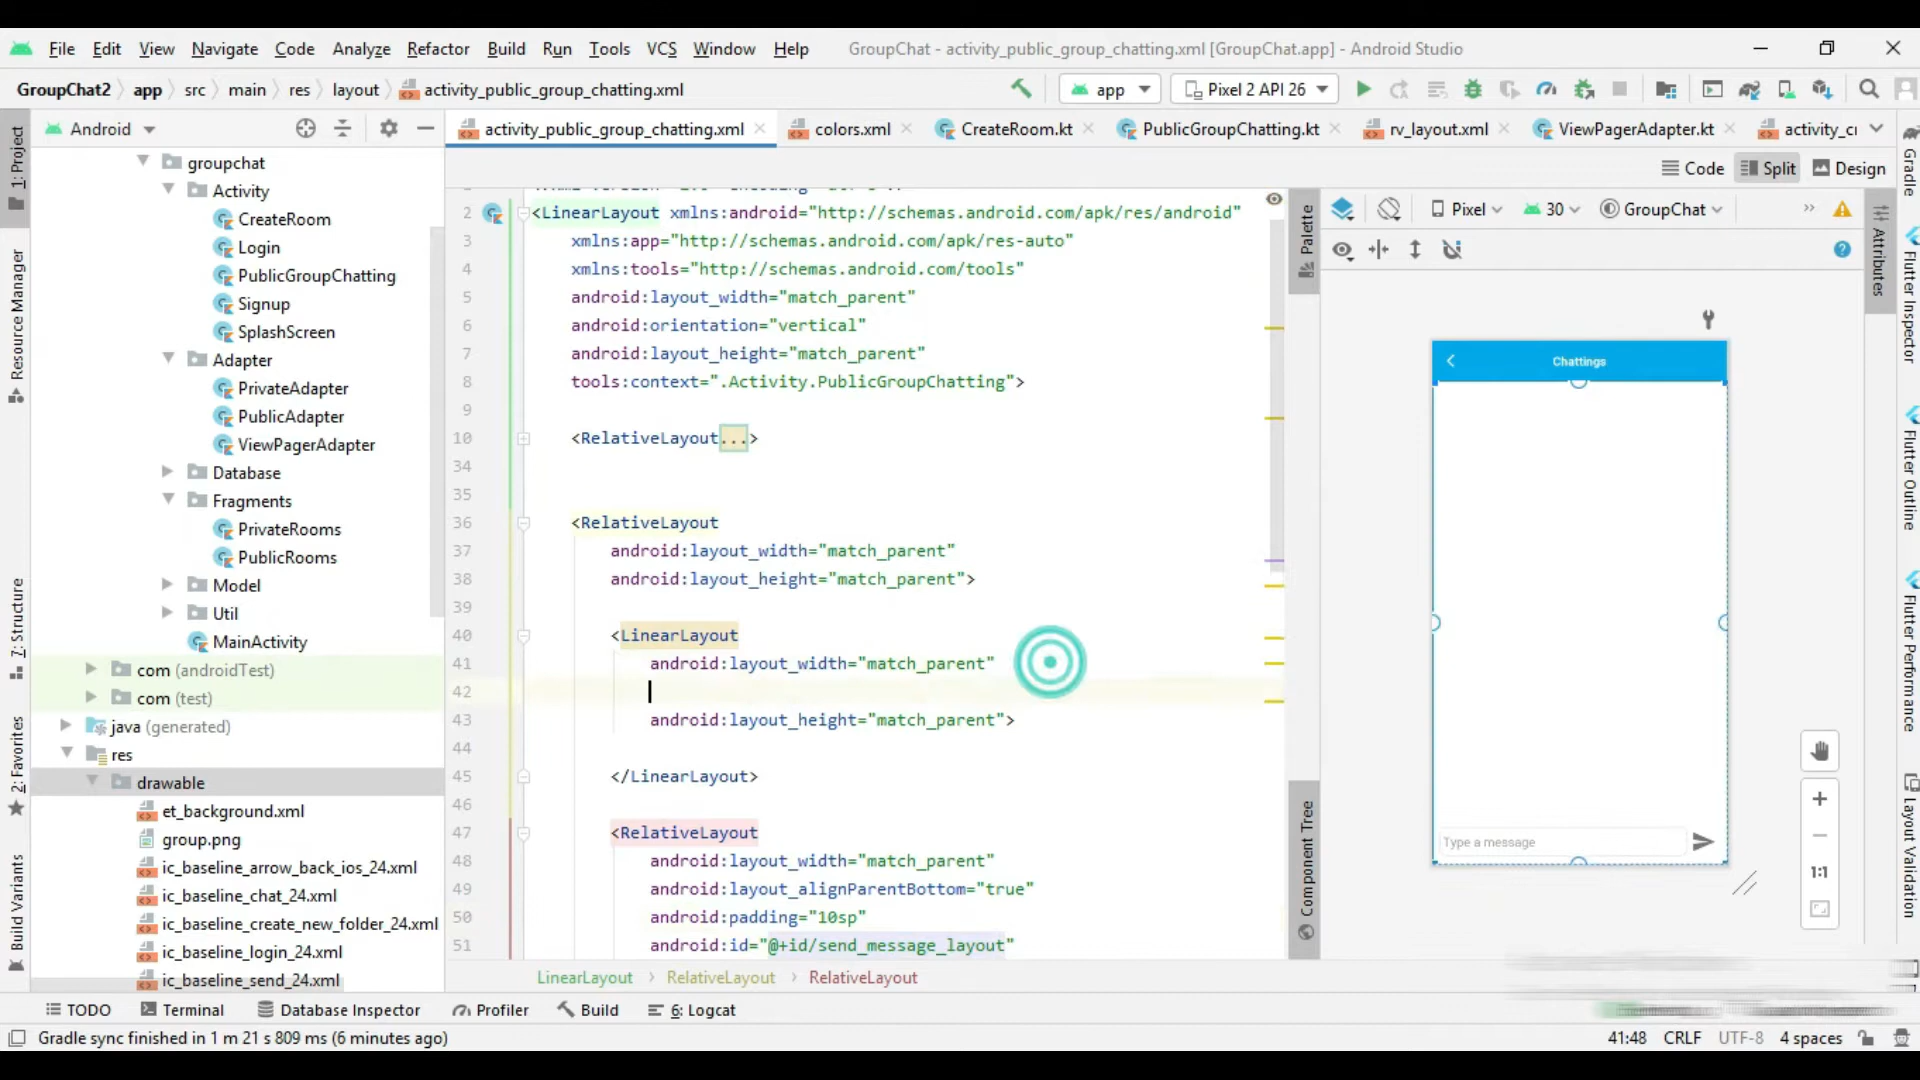 File Edit View Navigate Code Analyze Refactor Build Run Tools VCS Window Help GroupChat - activity_public_group_chatting.xml [GroupChat.app] - Android Studio
GroupChat2 app src main res layout activity_public_group_chatting.xml app Pixel 2 API 26
Android activity_public_group_chatting.xml colors.xml CreateRoom.kt PublicGroupChatting.kt rv_layout.xml ViewPagerAdapter.kt
Code Split Design
Pixel 30 GroupChat
groupchat
Activity
CreateRoom
Login
PublicGroupChatting
Signup
SplashScreen
Adapter
PrivateAdapter
PublicAdapter
ViewPagerAdapter
Database
Fragments
PrivateRooms
PublicRooms
Model
Util
MainActivity
com (androidTest)
com (test)
java (generated)
res
drawable
et_background.xml
group.png
ic_baseline_arrow_back_ios_24.xml
ic_baseline_chat_24.xml
ic_baseline_create_new_folder_24.xml
ic_baseline_login_24.xml
ic_baseline_send_24.xml
2 <LinearLayout xmlns:android="http://schemas.android.com/apk/res/android"
3 xmlns:app="http://schemas.android.com/apk/res-auto"
4 xmlns:tools="http://schemas.android.com/tools"
5 android:layout_width="match_parent"
6 android:orientation="vertical"
7 android:layout_height="match_parent"
8 tools:context=".Activity.PublicGroupChatting">
9
10 <RelativeLayout...>
34
35
36 <RelativeLayout
37 android:layout_width="match_parent"
38 android:layout_height="match_parent">
39
40 <LinearLayout
41 android:layout_width="match_parent"
42
43 android:layout_height="match_parent">
44
45 </LinearLayout>
46
47 <RelativeLayout
48 android:layout_width="match_parent"
49 android:layout_alignParentBottom="true"
50 android:padding="10sp"
51 android:id="@+id/send_message_layout"
LinearLayout RelativeLayout RelativeLayout
Chattings
Type a message
1:1
1: Project
Resource Manager
7: Structure
2: Favorites
Build Variants
Palette
Component Tree
Attributes
Gradle
Flutter Inspector
Flutter Outline
Flutter Performance
Layout Validation
TODO Terminal Database Inspector Profiler Build 6: Logcat
Gradle sync finished in 1 m 21 s 809 ms (6 minutes ago) 41:48 CRLF UTF-8 4 spaces